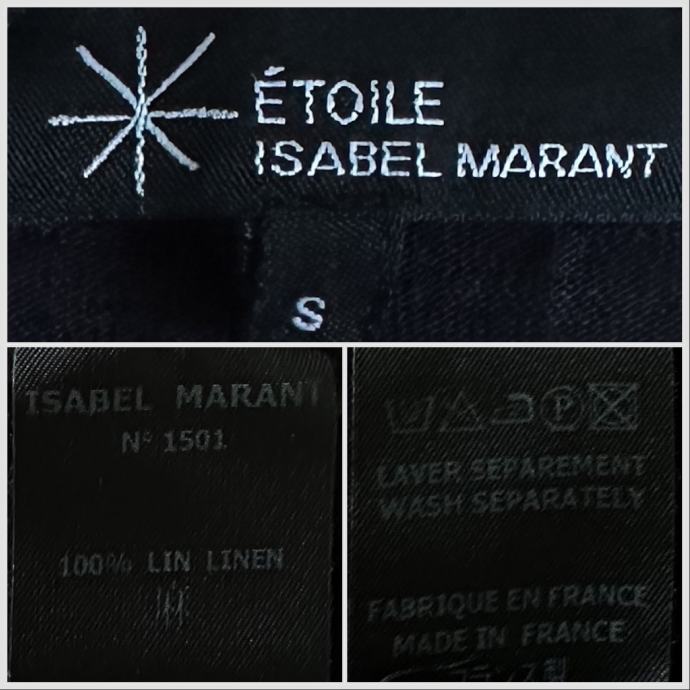 ÉTOILE
ISABEL MARANT
S
ISABEL MARANT
N° 1501
100% LIN LINEN
P
LAVER SEPAREMENT
WASH SEPARATELY
FABRIQUE EN FRANCE
MADE IN FRANCE